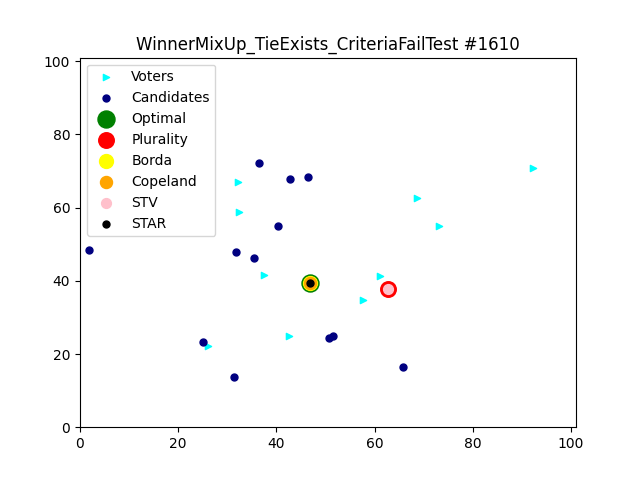 WinnerMixUp_TieExists_CriteriaFailTest #1610
100
80
60
40
20
0
0 20 40 60 80 100
Voters
Candidates
Optimal
Plurality
Borda
Copeland
STV
STAR